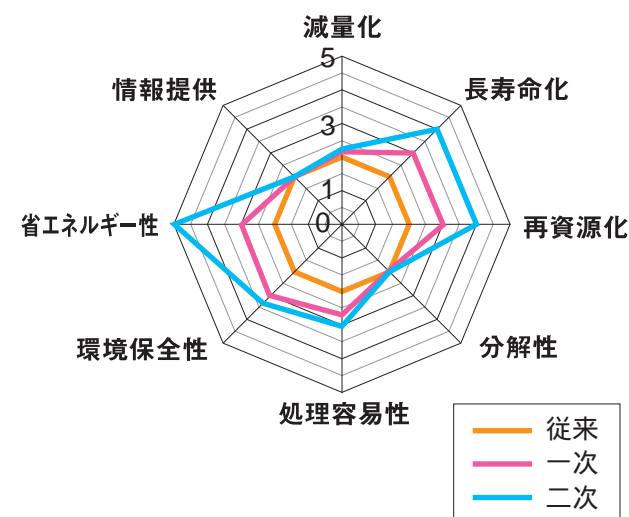 減量化
5
情報提供
長寿命化
3
1
省エネルギー性
0
再資源化
環境保全性
分解性
処理容易性
従来
一次
二次